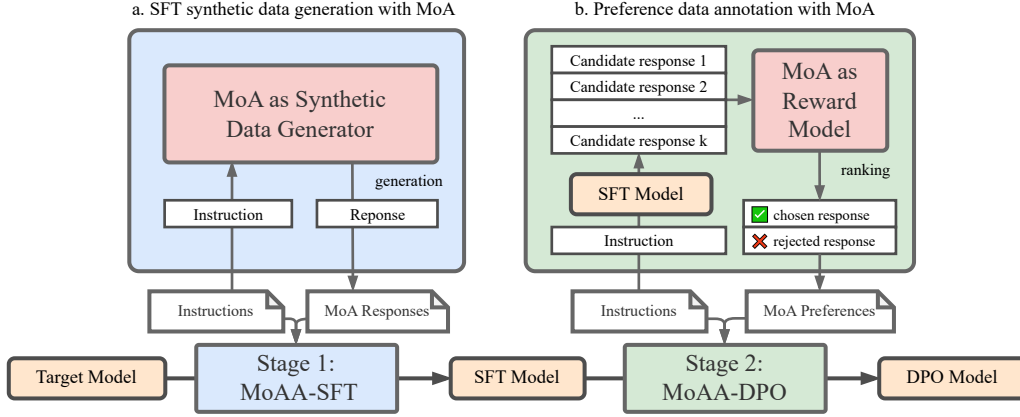 a. SFT synthetic data generation with MoA
MoA as Synthetic
Data Generator
generation
Instruction
Reponse
Instructions
MoA Responses
b. Preference data annotation with MoA
Candidate response 1
Candidate response 2
...
Candidate response k
MoA as
Reward
Model
SFT Model
ranking
Instruction
chosen response
rejected response
Instructions
MoA Preferences
Target Model
Stage 1:
MoAA-SFT
SFT Model
Stage 2:
MoAA-DPO
DPO Model